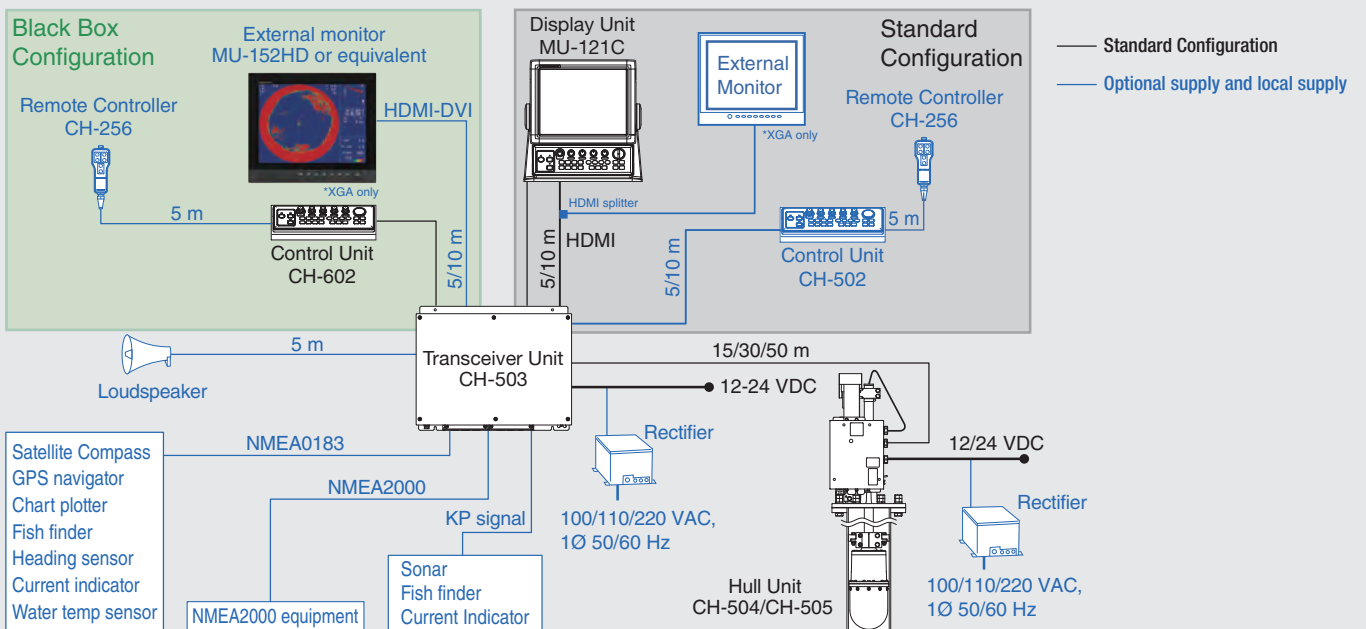 Black Box
Configuration
External monitor
MU-152HD or equivalent
Remote Controller
CH-256
HDMI-DVI
*XGA only
5 m
Control Unit
CH-602
5/10 m
Display Unit
MU-121C
External
Monitor
*XGA only
Standard
Configuration
Remote Controller
CH-256
HDMI splitter
HDMI
5/10 m
5/10 m
5 m
Control Unit
CH-502
Standard Configuration
Optional supply and local supply
5 m
Loudspeaker
Transceiver Unit
CH-503
15/30/50 m
12-24 VDC
Rectifier
100/110/220 VAC,
1Ø 50/60 Hz
12/24 VDC
Rectifier
100/110/220 VAC,
1Ø 50/60 Hz
Hull Unit
CH-504/CH-505
NMEA0183
Satellite Compass
GPS navigator
Chart plotter
Fish finder
Heading sensor
Current indicator
Water temp sensor
NMEA2000
NMEA2000 equipment
KP signal
Sonar
Fish finder
Current Indicator